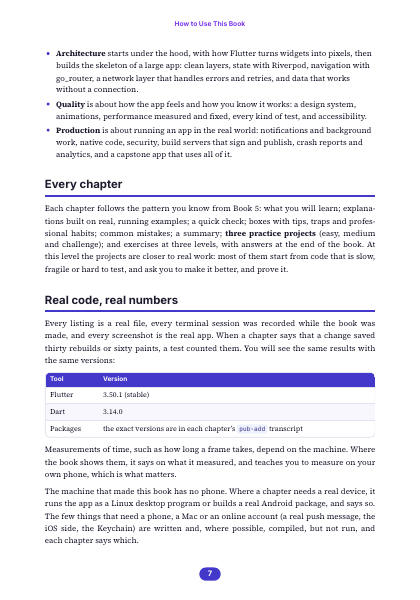 How to Use This Book
• Architecture starts under the hood, with how Flutter turns widgets into pixels, then
builds the skeleton of a large app: clean layers, state with Riverpod, navigation with
go_router, a network layer that handles errors and retries, and data that works
without a connection.
• Quality is about how the app feels and how you know it works: a design system,
animations, performance measured and fixed, every kind of test, and accessibility.
• Production is about running an app in the real world: notifications and background
work, native code, security, build servers that sign and publish, crash reports and
analytics, and a capstone app that uses all of it.
Every chapter
Each chapter follows the pattern you know from Book 5: what you will learn; explana-
tions built on real, running examples; a quick check; boxes with tips, traps and profes-
sional habits; common mistakes; a summary; three practice projects (easy, medium
and challenge); and exercises at three levels, with answers at the end of the book. At
this level the projects are closer to real work: most of them start from code that is slow,
fragile or hard to test, and ask you to make it better, and prove it.
Real code, real numbers
Every listing is a real file, every terminal session was recorded while the book was
made, and every screenshot is the real app. When a chapter says that a change saved
thirty rebuilds or sixty paints, a test counted them. You will see the same results with
the same versions:
Tool Version
Flutter 3.50.1 (stable)
Dart 3.14.0
Packages the exact versions are in each chapter's pub-add transcript
Measurements of time, such as how long a frame takes, depend on the machine. Where
the book shows them, it says on what it measured, and teaches you to measure on your
own phone, which is what matters.
The machine that made this book has no phone. Where a chapter needs a real device, it
runs the app as a Linux desktop program or builds a real Android package, and says so.
The few things that need a phone, a Mac or an online account (a real push message, the
iOS side, the Keychain) are written and, where possible, compiled, but not run, and
each chapter says which.
7